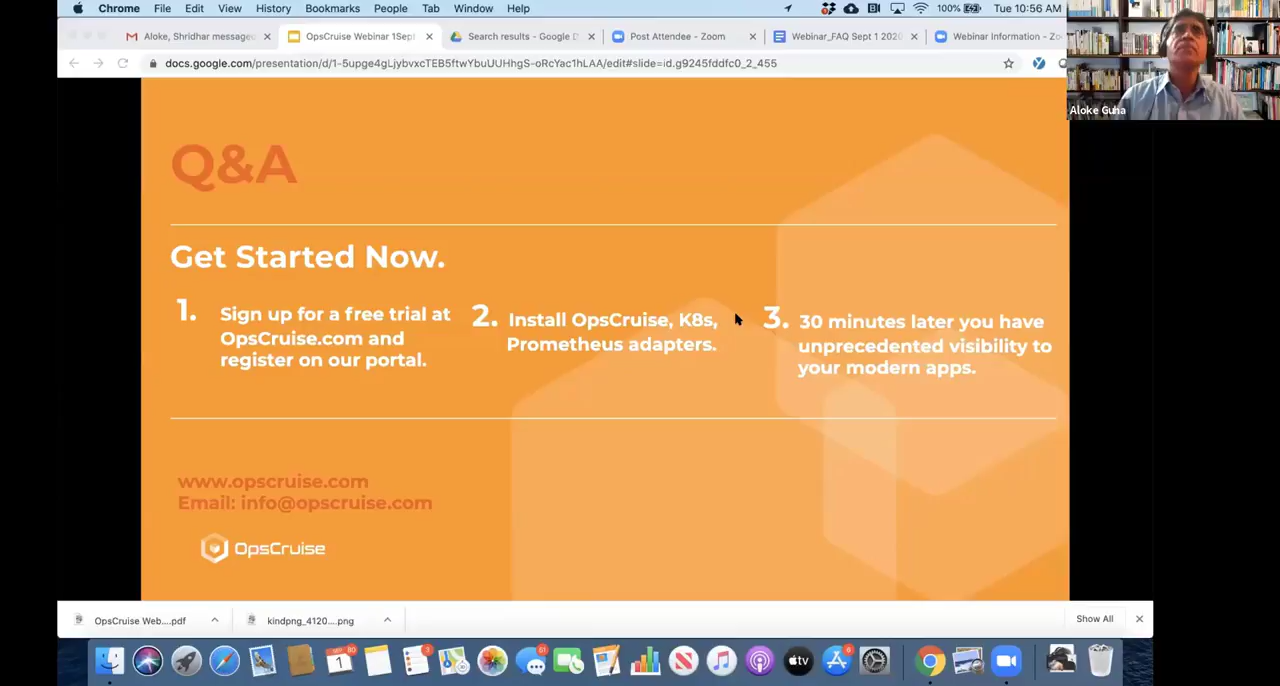 Chrome File Edit View History Bookmarks People Tab Window Help 100% Tue 10:56 AM
Aloke, Shridhar message OpsCruise Webinar 1Sept Search results - Google D Post Attendee - Zoom Webinar_FAQ Sept 1 2020 Webinar Information - Zo
docs.google.com/presentation/d/1-5upge4gLjybvxcTEB5ftwYbuUUHhgS-oRcYac1hLAA/edit#slide=id.g9245fddfc0_2_455
Aloke Guha
Q&A
Get Started Now.
1. Sign up for a free trial at
OpsCruise.com and
register on our portal.
2. Install OpsCruise, K8s,
Prometheus adapters.
3. 30 minutes later you have
unprecedented visibility to
your modern apps.
www.opscruise.com
Email: info@opscruise.com
OpsCruise
OpsCruise Web....pdf kindpng_4120....png Show All
tv